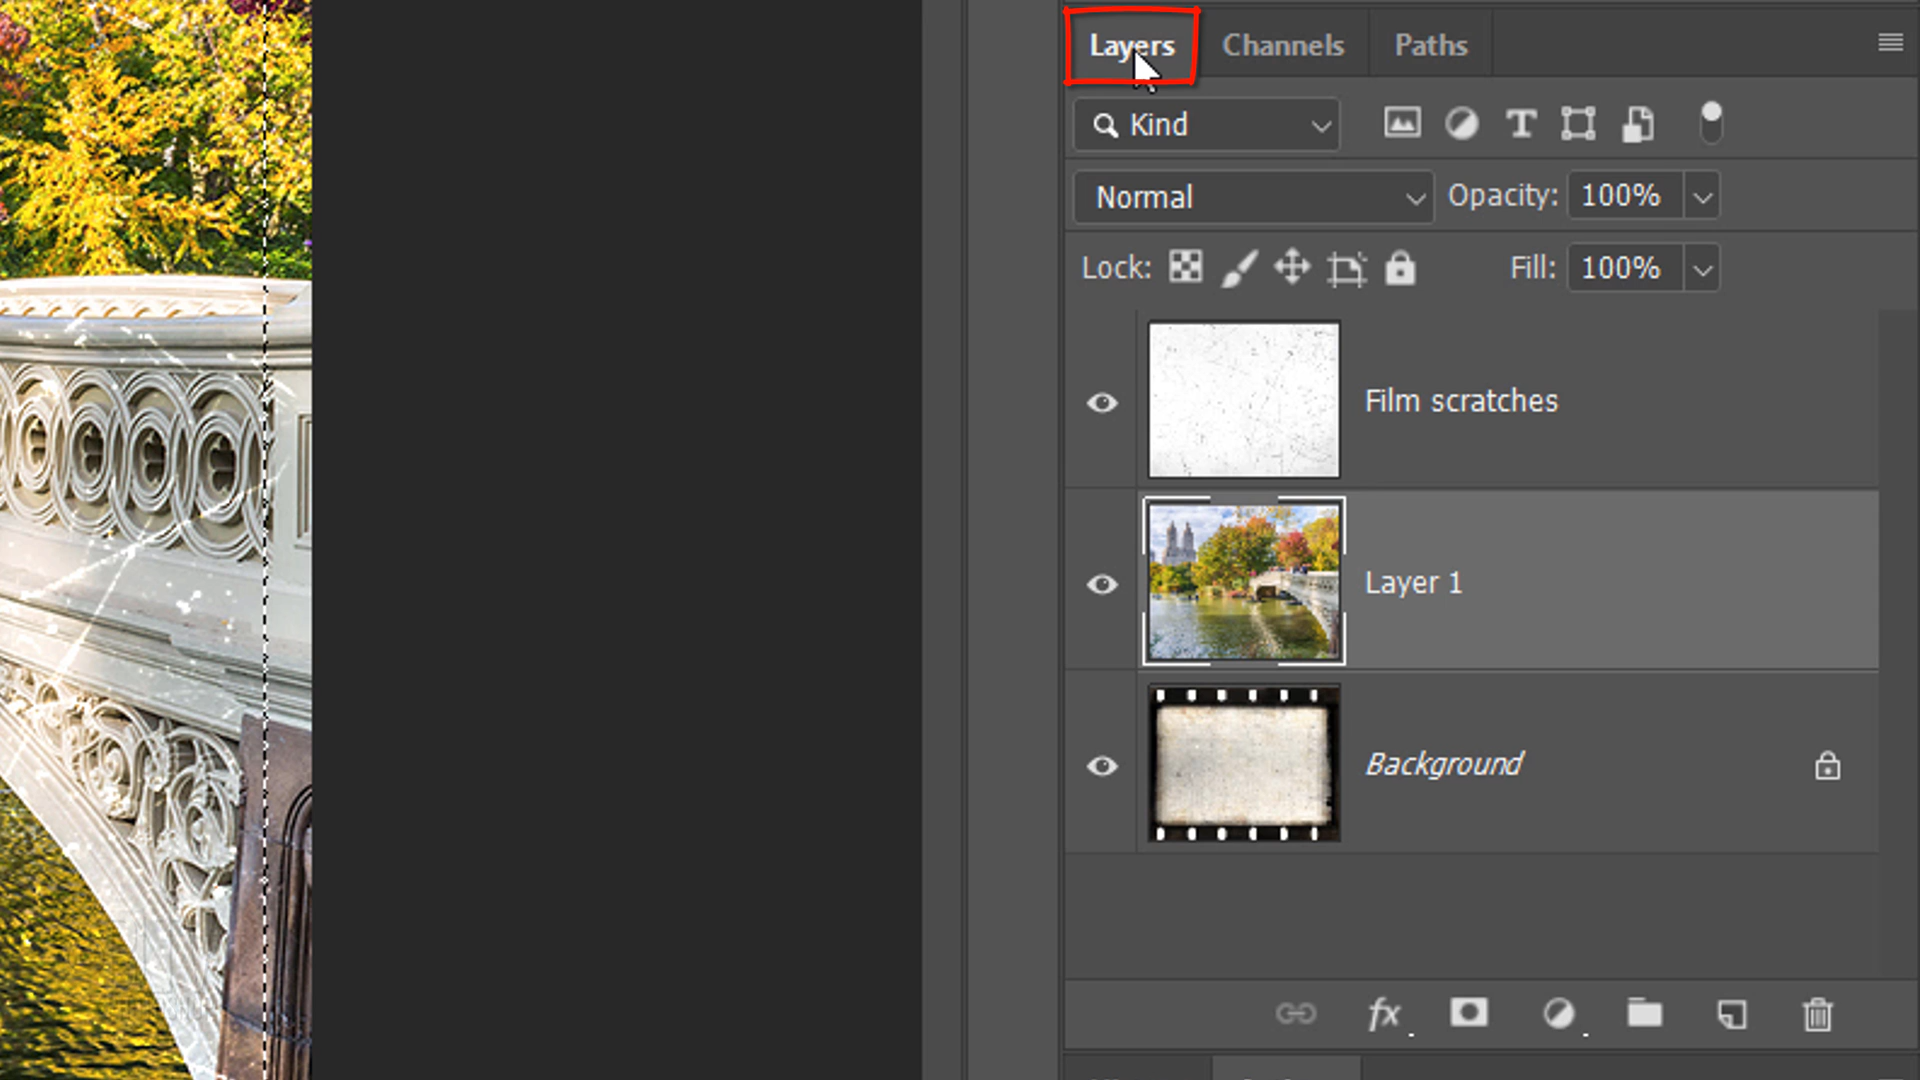 Layers Channels Paths
Kind
Normal Opacity: 100%
Lock: Fill: 100%
Film scratches
Layer 1
Background
fx